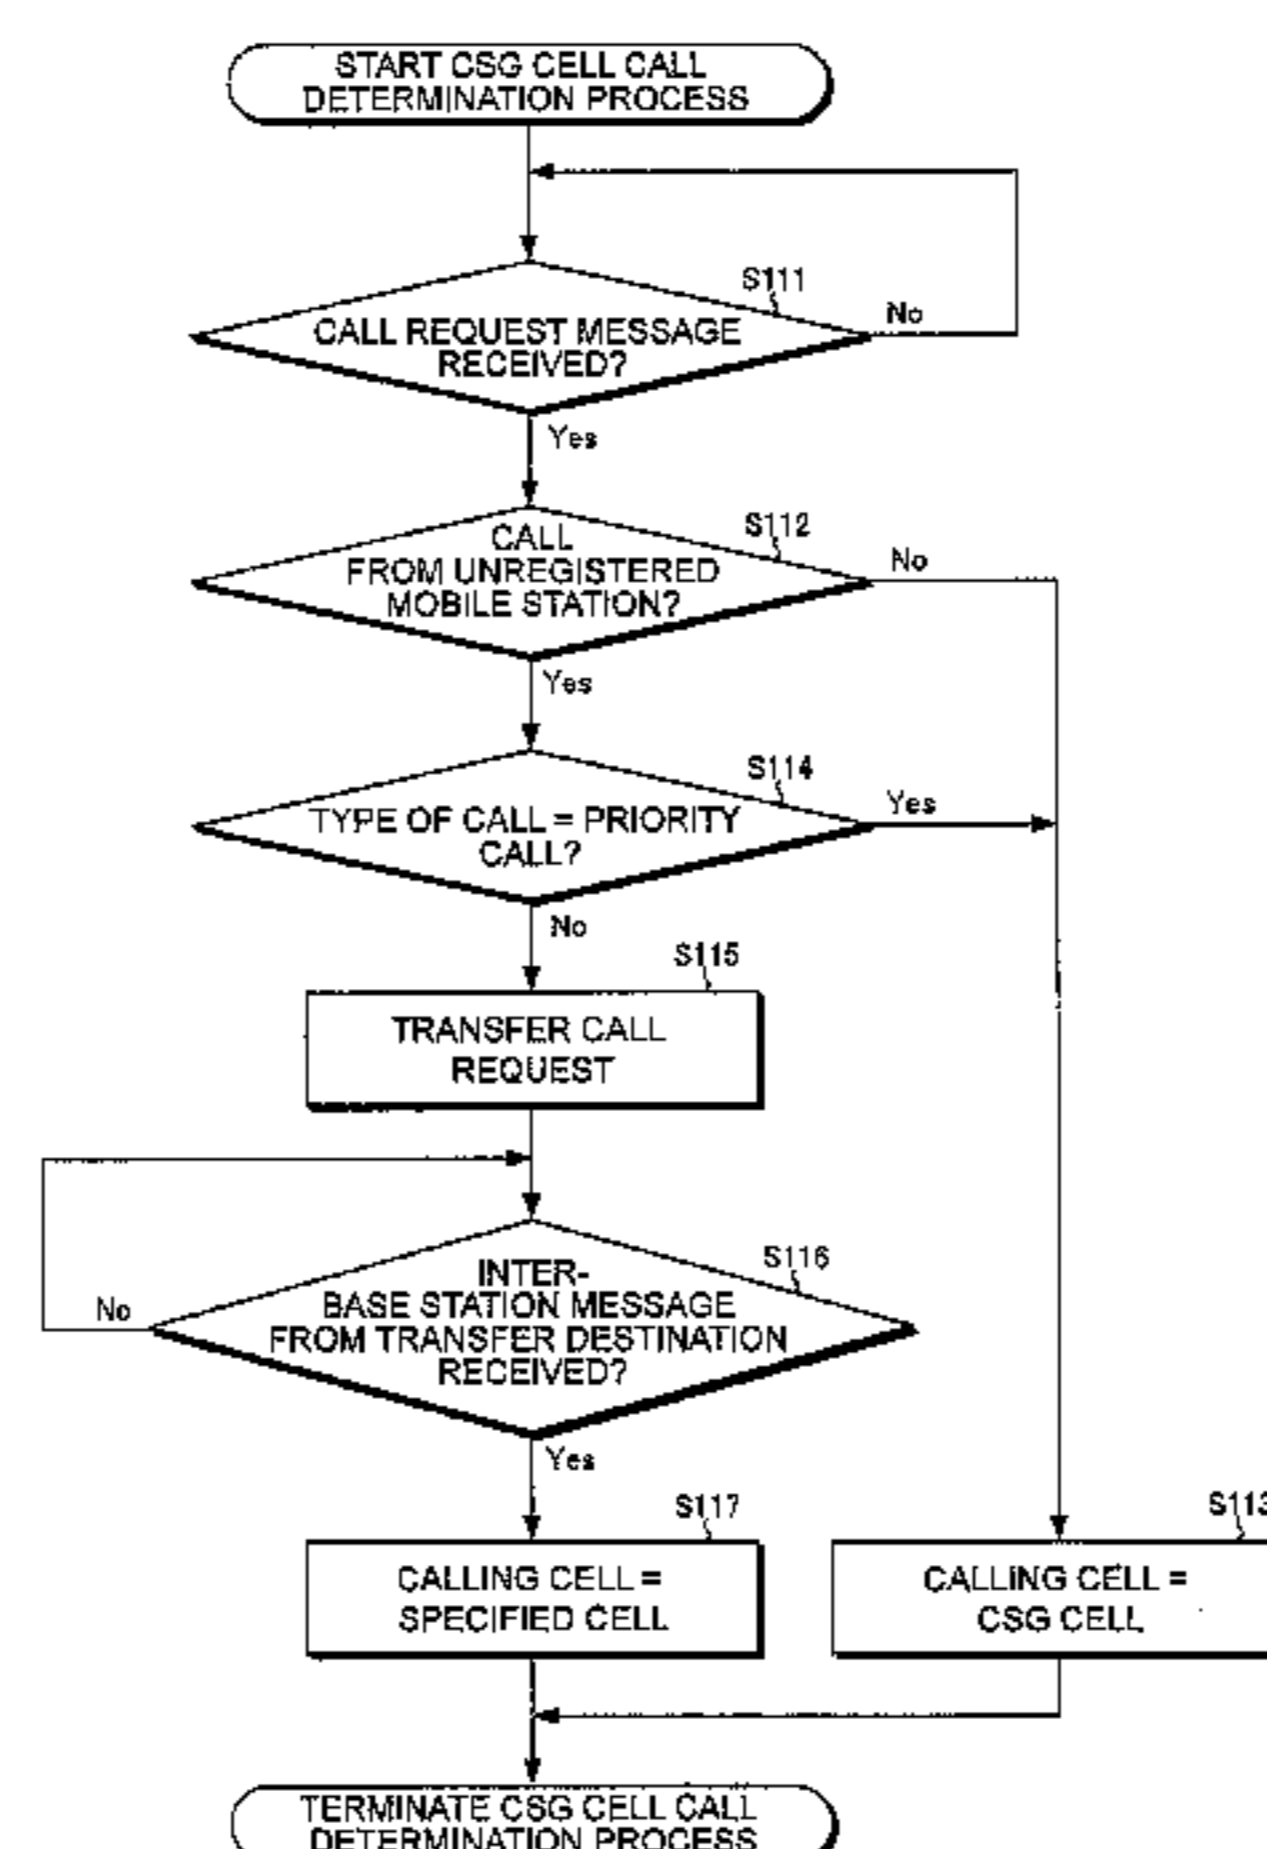 START CSG CELL CALL
DETERMINATION PROCESS
S111
No
CALL REQUEST MESSAGE
RECEIVED?
Yes
S112
No
CALL
FROM UNREGISTERED
MOBILE STATION?
Yes
S114
Yes
TYPE OF CALL = PRIORITY
CALL?
No
S115
TRANSFER CALL
REQUEST
S116
No
INTER-
BASE STATION MESSAGE
FROM TRANSFER DESTINATION
RECEIVED?
Yes
S117
S113
CALLING CELL =
SPECIFIED CELL
CALLING CELL =
CSG CELL
TERMINATE CSG CELL CALL
DETERMINATION PROCESS